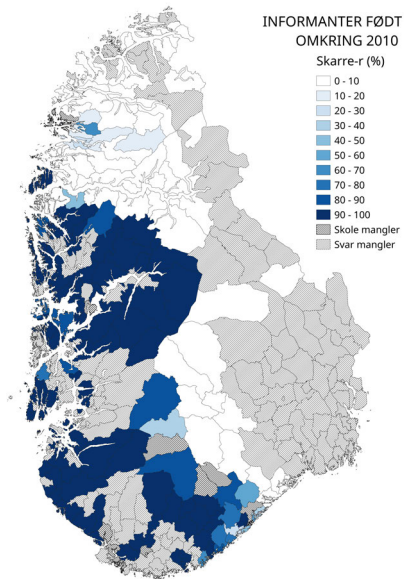 INFORMANTER FØDT
OMKRING 2010
Skarre-r (%)
0 - 10
10 - 20
20 - 30
30 - 40
40 - 50
50 - 60
60 - 70
70 - 80
80 - 90
90 - 100
Skole mangler
Svar mangler